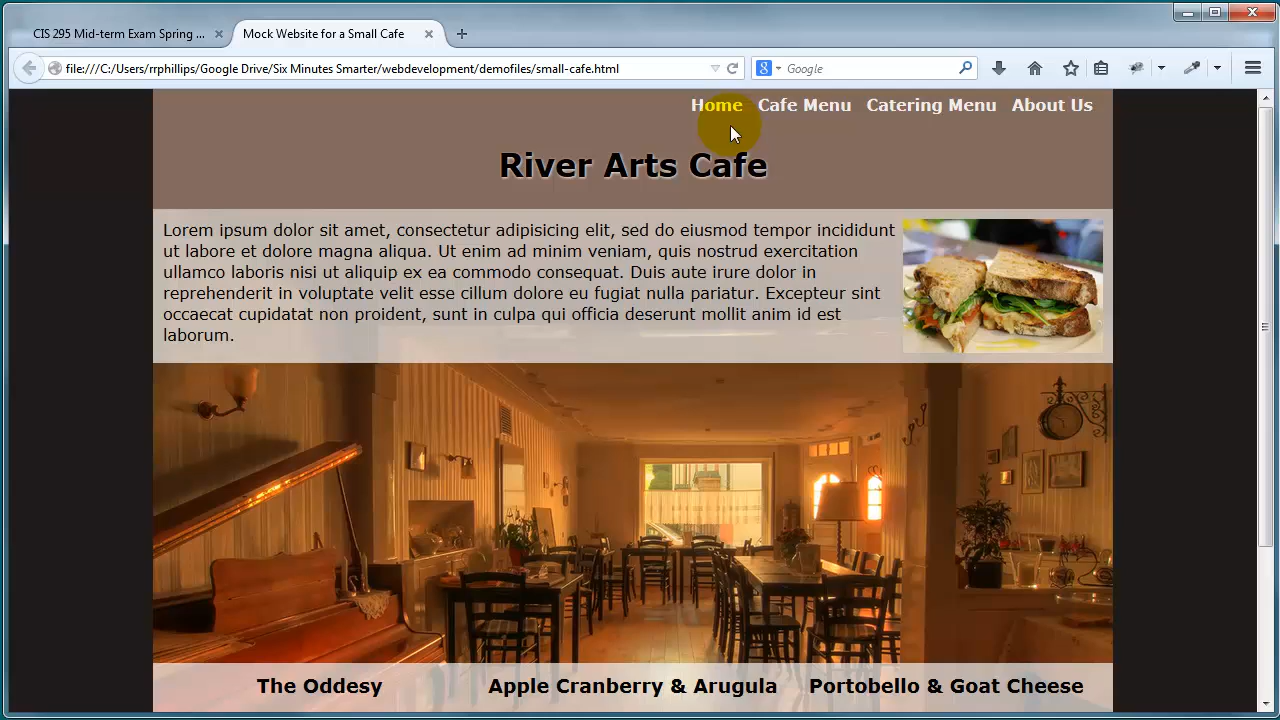 CIS 295 Mid-term Exam Spring ...
Mock Website for a Small Cafe
file:///C:/Users/rrphillips/Google Drive/Six Minutes Smarter/webdevelopment/demofiles/small-cafe.html
Google
Home Cafe Menu Catering Menu About Us
River Arts Cafe
Lorem ipsum dolor sit amet, consectetur adipisicing elit, sed do eiusmod tempor incididunt
ut labore et dolore magna aliqua. Ut enim ad minim veniam, quis nostrud exercitation
ullamco laboris nisi ut aliquip ex ea commodo consequat. Duis aute irure dolor in
reprehenderit in voluptate velit esse cillum dolore eu fugiat nulla pariatur. Excepteur sint
occaecat cupidatat non proident, sunt in culpa qui officia deserunt mollit anim id est
laborum.
The Oddesy
Apple Cranberry & Arugula
Portobello & Goat Cheese